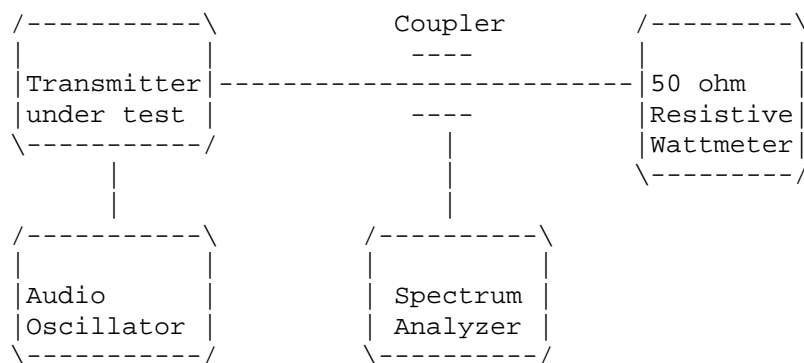 Coupler
Transmitter
under test
50 ohm
Resistive
Wattmeter
Audio
Oscillator
Spectrum
Analyzer